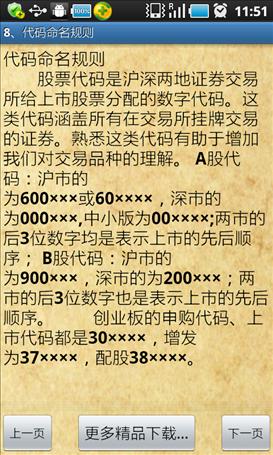 11:51
8、代码命名规则
代码命名规则
股票代码是沪深两地证券交易
所给上市股票分配的数字代码。这
类代码涵盖所有在交易所挂牌交易
的证券。熟悉这类代码有助于增加
我们对交易品种的理解。 A股代
码：沪市的
为600×××或60××××，深市的
为000×××,中小版为00××××;两市的
后3位数字均是表示上市的先后顺
序； B股代码：沪市的
为900×××，深市的为200×××；两
市的后3位数字也是表示上市的先后
顺序。 创业板的申购代码、上
市代码都是30××××，增发
为37××××，配股38××××。
上一页 更多精品下载... 下一页